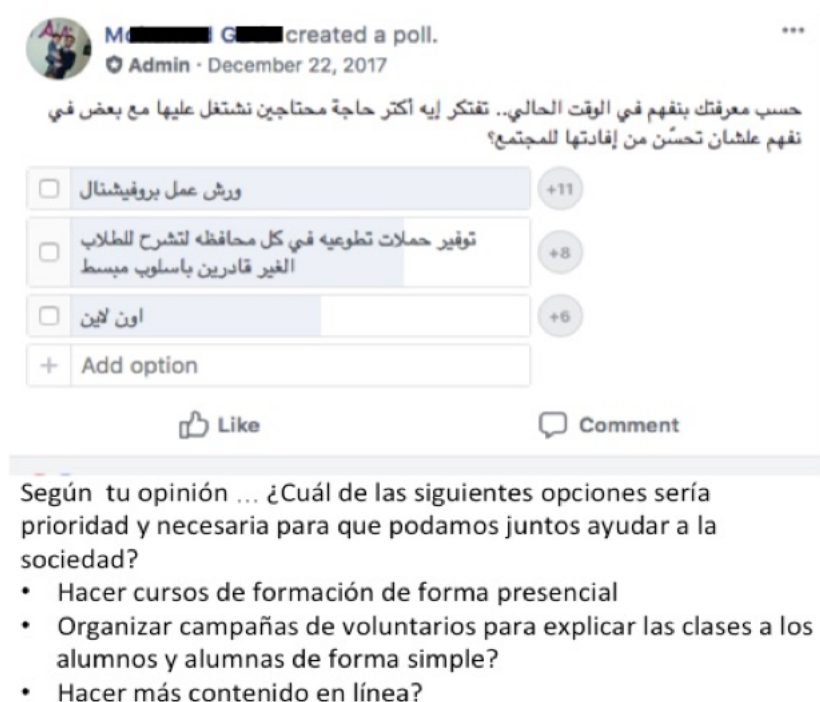 created a poll.
Admin · December 22, 2017
حسب معرفتك بنفهم في الوقت الحالي.. تفتكر إيه أكتر حاجة محتاجين نشتغل عليها مع بعض في
نفهم علشان تحسّن من إفادتها للمجتمع؟
ورش عمل بروفيشنال
+11
توفير حملات تطوعيه في كل محافظه لتشرح للطلاب
الغير قادرين باسلوب مبسط
+8
اون لاين
+6
+ Add option
Like Comment
Según tu opinión ... ¿Cuál de las siguientes opciones sería
prioridad y necesaria para que podamos juntos ayudar a la
sociedad?
• Hacer cursos de formación de forma presencial
• Organizar campañas de voluntarios para explicar las clases a los
alumnos y alumnas de forma simple?
• Hacer más contenido en línea?